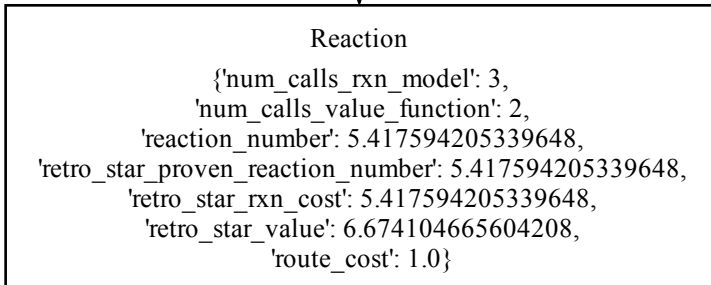 Reaction
{'num_calls_rxn_model': 3,
'num_calls_value_function': 2,
'reaction_number': 5.417594205339648,
'retro_star_proven_reaction_number': 5.417594205339648,
'retro_star_rxn_cost': 5.417594205339648,
'retro_star_value': 6.674104665604208,
'route_cost': 1.0}